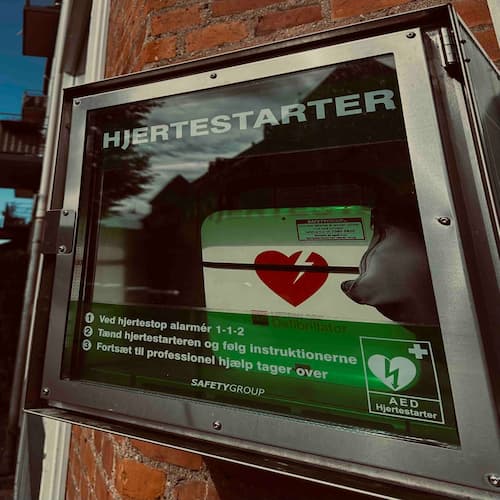 HJERTESTARTER
SAFETYGROUP
Defibrillator
1 Ved hjertestop alarmér 1-1-2
2 Tænd hjertestarteren og følg instruktionerne
3 Fortsæt til professionel hjælp tager over
SAFETYGROUP
AED
Hjertestarter